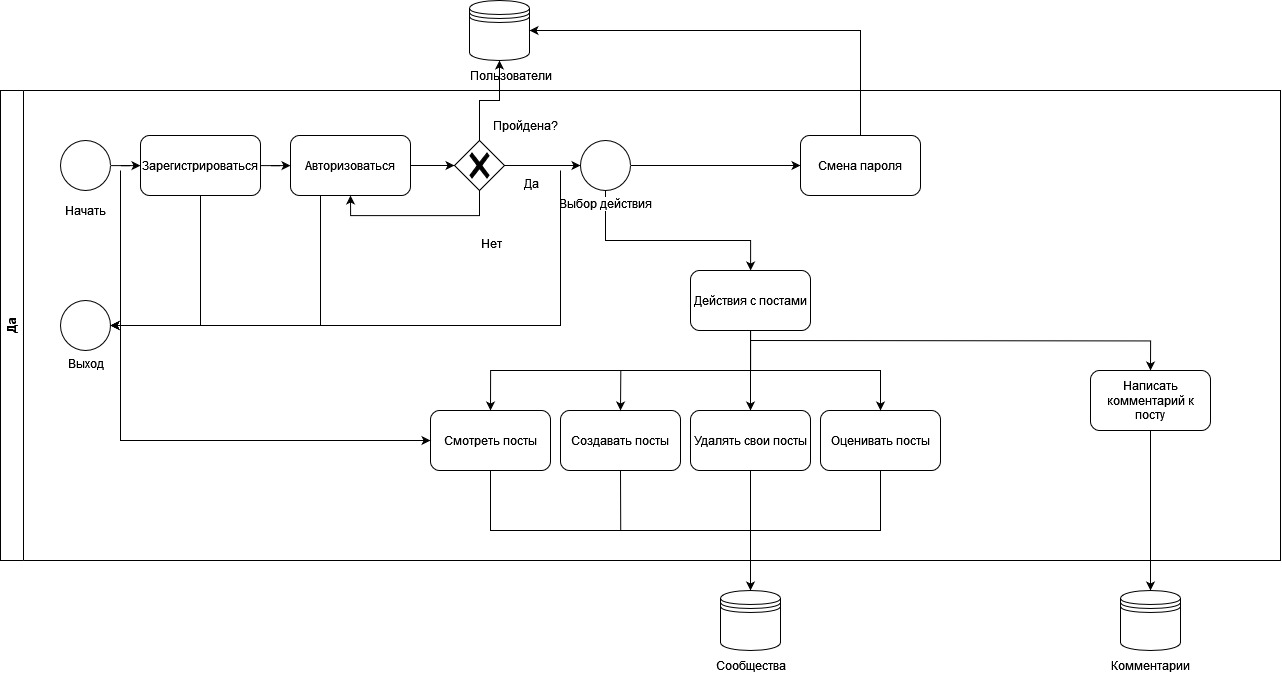 Пользователи
Пройдена?
Зарегистрироваться
Авторизоваться
Смена пароля
Да
Начать
Выбор действия
Нет
Действия с постами
Да
Выход
Написать
комментарий к
посту
Смотреть посты
Создавать посты
Удалять свои посты
Оценивать посты
Сообщества
Комментарии